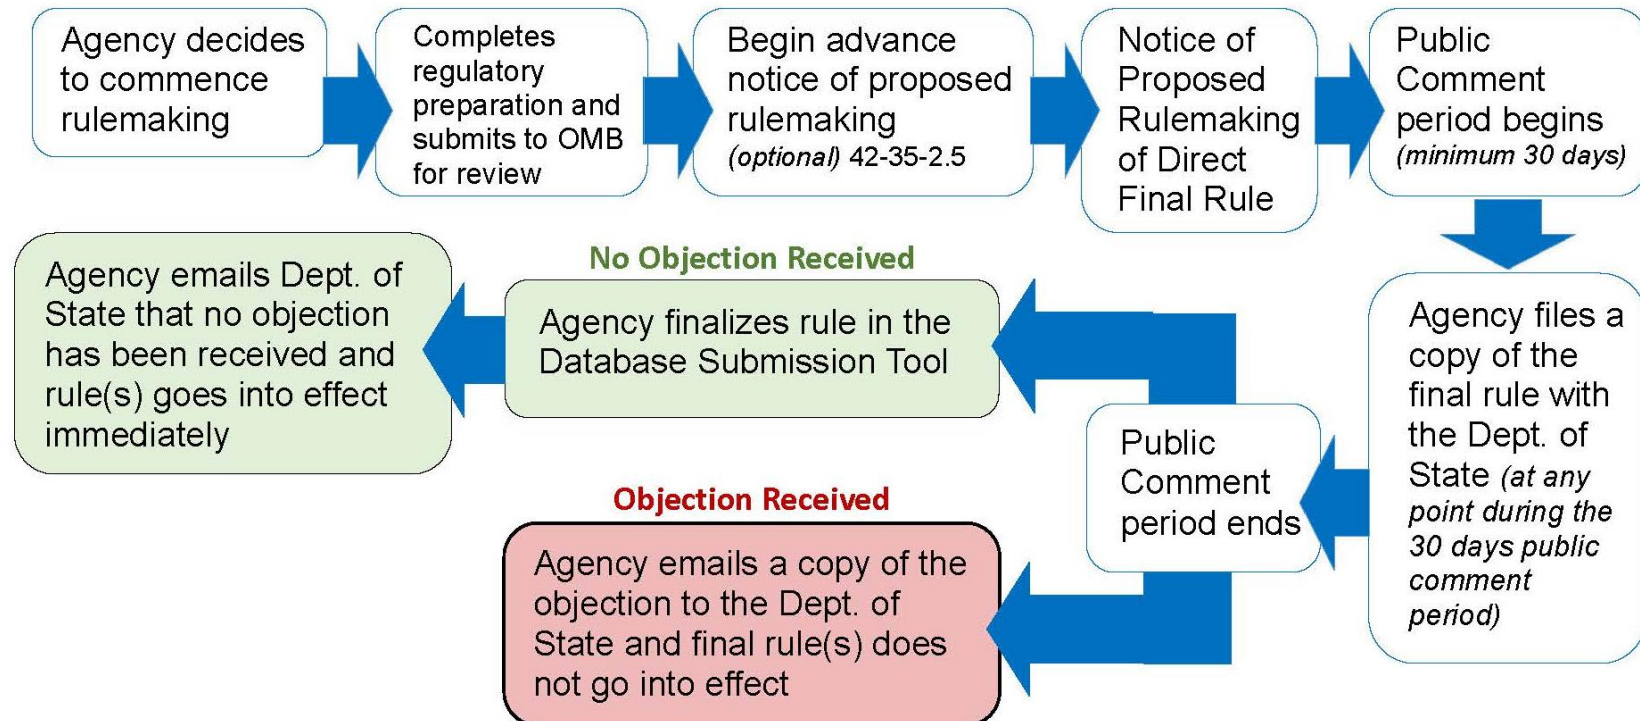 Agency decides
to commence
rulemaking
Completes
regulatory
preparation and
submits to OMB
for review
Begin advance
notice of proposed
rulemaking
(optional) 42-35-2.5
Notice of
Proposed
Rulemaking
of Direct
Final Rule
Public
Comment
period begins
(minimum 30 days)
Agency files a
copy of the
final rule with
the Dept. of
State (at any
point during the
30 days public
comment
period)
Public
Comment
period ends
No Objection Received
Agency finalizes rule in the
Database Submission Tool
Agency emails Dept. of
State that no objection
has been received and
rule(s) goes into effect
immediately
Objection Received
Agency emails a copy of the
objection to the Dept. of
State and final rule(s) does
not go into effect